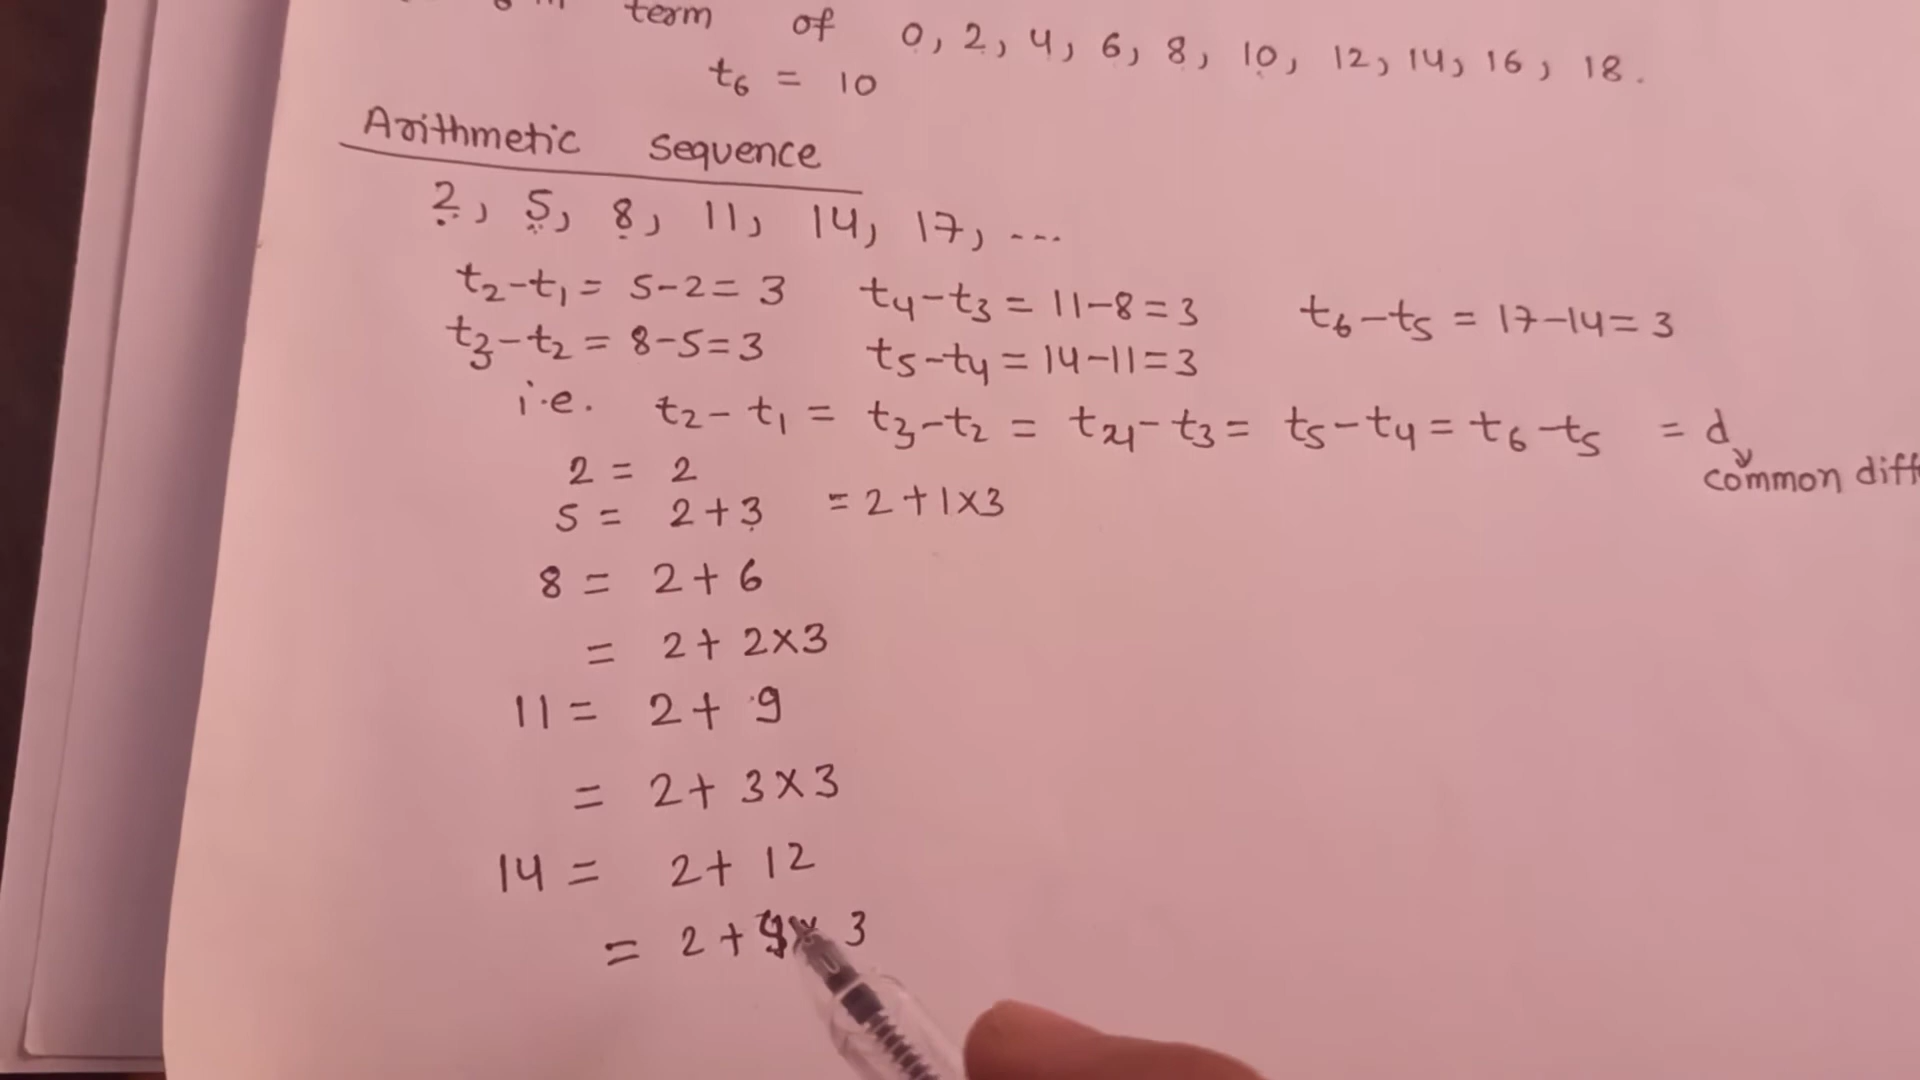 term of 0, 2, 4, 6, 8, 10, 12, 14, 16, 18.
t₆ = 10
Arithmetic sequence
2, 5, 8, 11, 14, 17, ...
t₂-t₁ = 5-2 = 3 t₄-t₃ = 11-8 = 3 t₆-t₅ = 17-14 = 3
t₃-t₂ = 8-5 = 3 t₅-t₄ = 14-11 = 3
i.e. t₂-t₁ = t₃-t₂ = t₄-t₃ = t₅-t₄ = t₆-t₅ = d
common diff
2 = 2
5 = 2+3 = 2+1×3
8 = 2+6
= 2+2×3
11 = 2+9
= 2+3×3
14 = 2+12
= 2+4× 3